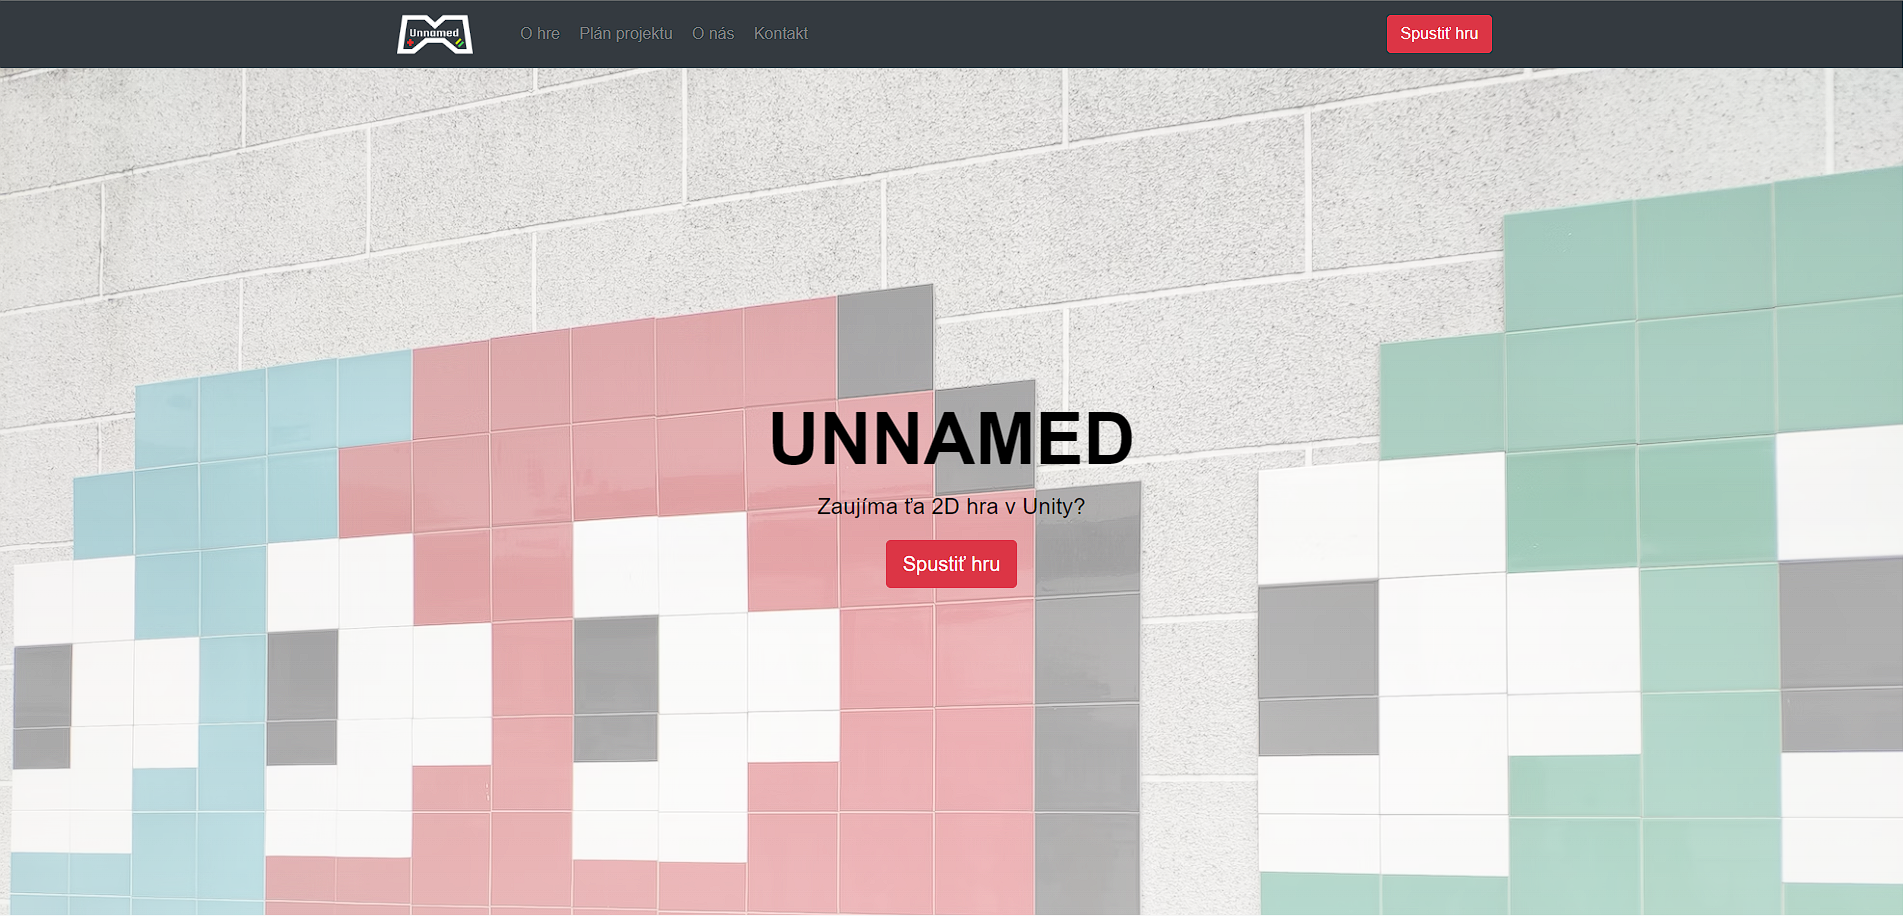 Unnamed
O hre
Plán projektu
O nás
Kontakt
Spustiť hru
UNNAMED
Zaujíma ťa 2D hra v Unity?
Spustiť hru